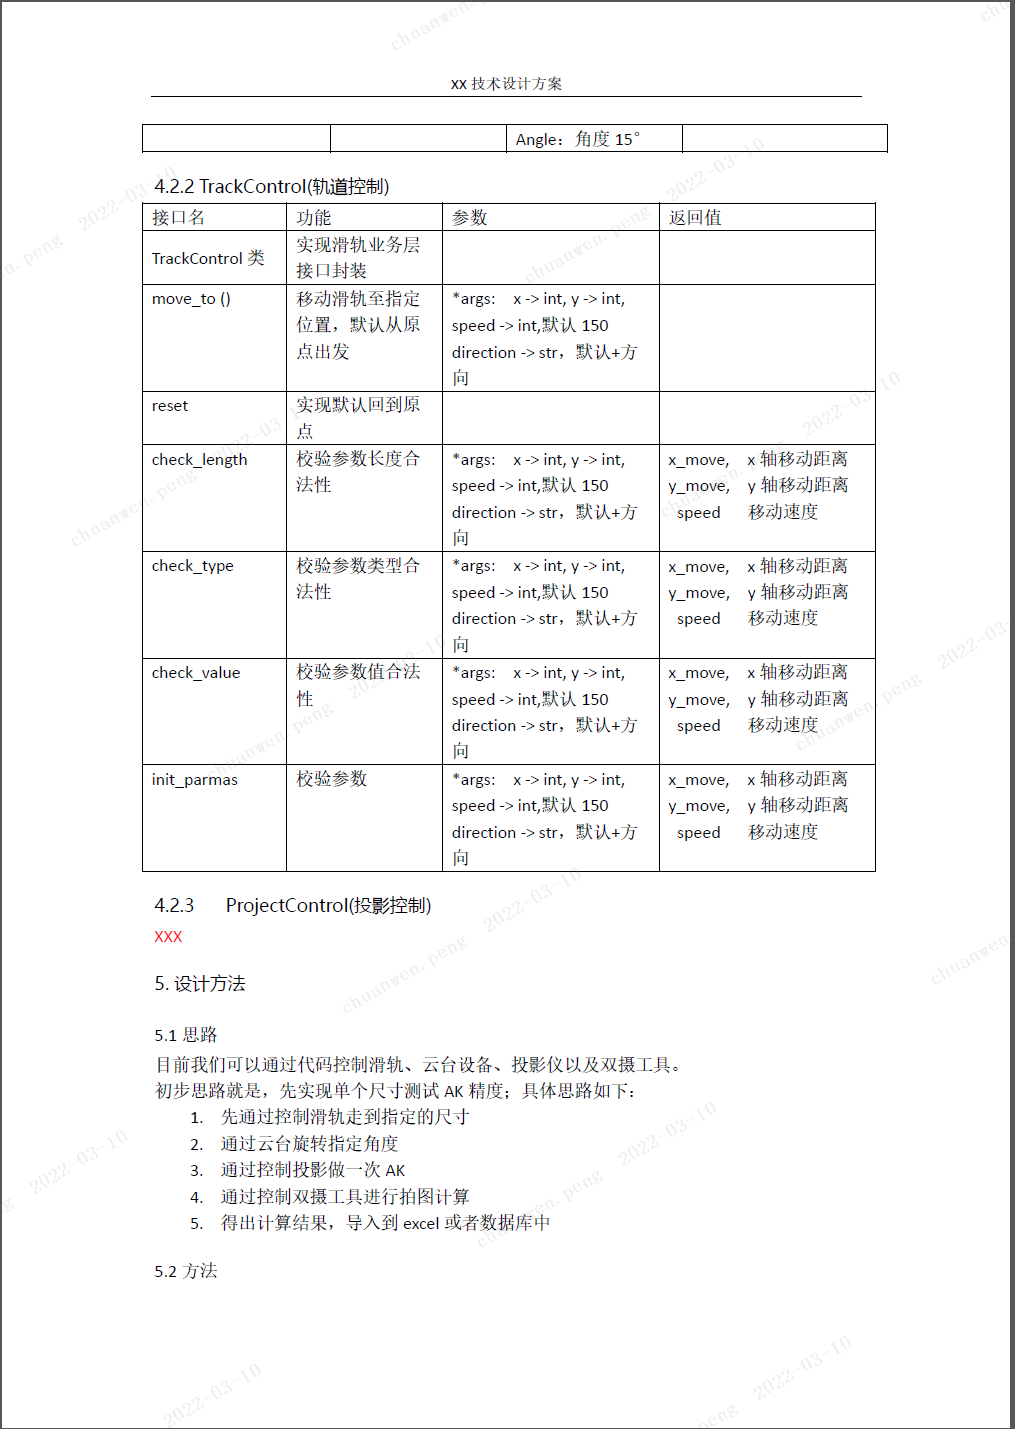 XX 技术设计方案
Angle：角度 15°
4.2.2 TrackControl(轨道控制)
接口名 功能 参数 返回值
TrackControl 类 实现滑轨业务层
接口封装
move_to () 移动滑轨至指定
位置，默认从原
点出发
*args: x -> int, y -> int,
speed -> int,默认 150
direction -> str，默认+方
向
reset 实现默认回到原
点
check_length 校验参数长度合
法性
*args: x -> int, y -> int,
speed -> int,默认 150
direction -> str，默认+方
向
x_move, x 轴移动距离
y_move, y 轴移动距离
speed 移动速度
check_type 校验参数类型合
法性
*args: x -> int, y -> int,
speed -> int,默认 150
direction -> str，默认+方
向
x_move, x 轴移动距离
y_move, y 轴移动距离
speed 移动速度
check_value 校验参数值合法
性
*args: x -> int, y -> int,
speed -> int,默认 150
direction -> str，默认+方
向
x_move, x 轴移动距离
y_move, y 轴移动距离
speed 移动速度
init_parmas 校验参数
*args: x -> int, y -> int,
speed -> int,默认 150
direction -> str，默认+方
向
x_move, x 轴移动距离
y_move, y 轴移动距离
speed 移动速度
4.2.3 ProjectControl(投影控制)
XXX
5. 设计方法
5.1 思路
目前我们可以通过代码控制滑轨、云台设备、投影仪以及双摄工具。
初步思路就是，先实现单个尺寸测试 AK 精度；具体思路如下：
1. 先通过控制滑轨走到指定的尺寸
2. 通过云台旋转指定角度
3. 通过控制投影做一次 AK
4. 通过控制双摄工具进行拍图计算
5. 得出计算结果，导入到 excel 或者数据库中
5.2 方法
chuanwen.peng 2022-03-10